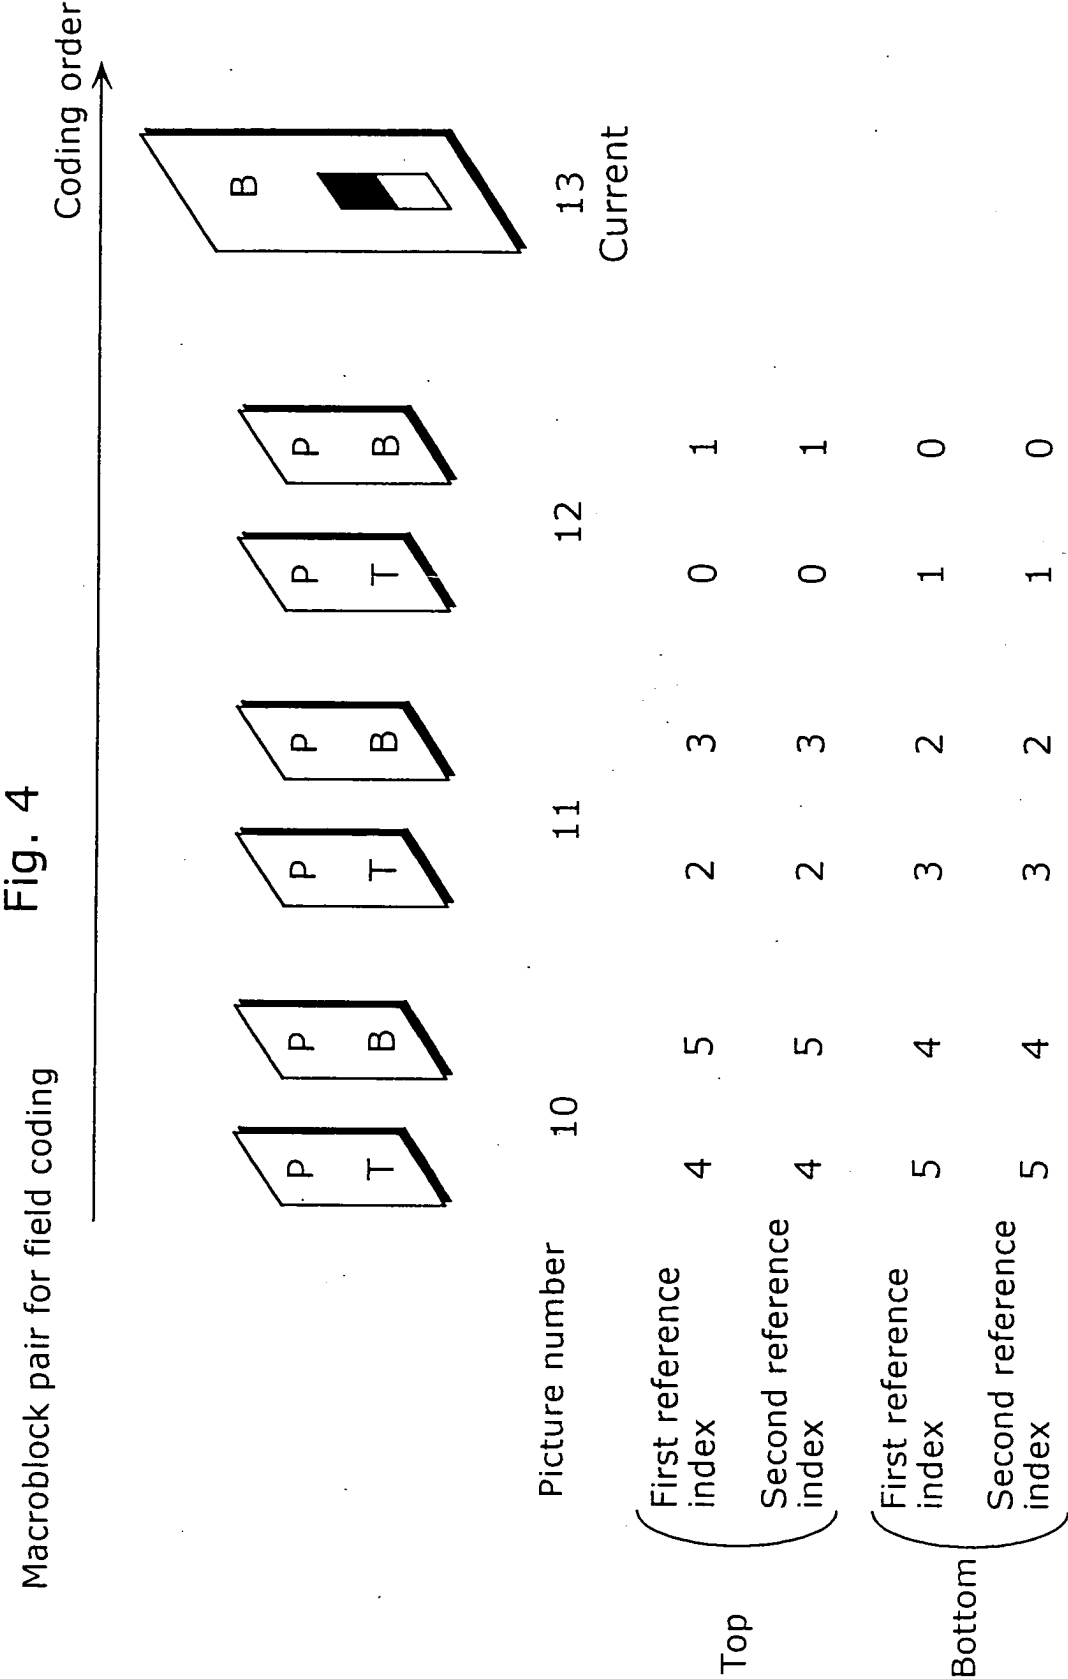 Fig. 4
Macroblock pair for field coding
Coding order
P P P P P P B
T B T B T B
Picture number 10 11 12 13
Current
Top
First reference index 4 5 2 3 0 1
Second reference index 4 5 2 3 0 1
Bottom
First reference index 5 4 3 2 1 0
Second reference index 5 4 3 2 1 0